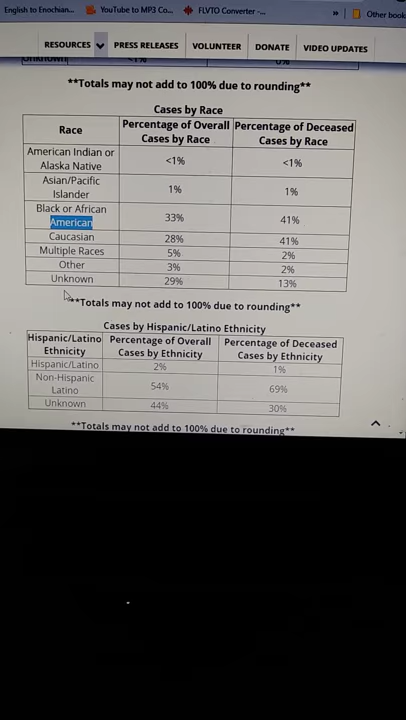 English to Enochian...
YouTube to MP3 Co...
FLVTO Converter -...
»
Other book
RESOURCES
PRESS RELEASES
VOLUNTEER
DONATE
VIDEO UPDATES
Unknown <1% 0%
**Totals may not add to 100% due to rounding**
Cases by Race
Race Percentage of Overall Cases by Race Percentage of Deceased Cases by Race
American Indian or Alaska Native <1% <1%
Asian/Pacific Islander 1% 1%
Black or African American 33% 41%
Caucasian 28% 41%
Multiple Races 5% 2%
Other 3% 2%
Unknown 29% 13%
**Totals may not add to 100% due to rounding**
Cases by Hispanic/Latino Ethnicity
Hispanic/Latino Ethnicity Percentage of Overall Cases by Ethnicity Percentage of Deceased Cases by Ethnicity
Hispanic/Latino 2% 1%
Non-Hispanic Latino 54% 69%
Unknown 44% 30%
**Totals may not add to 100% due to rounding**